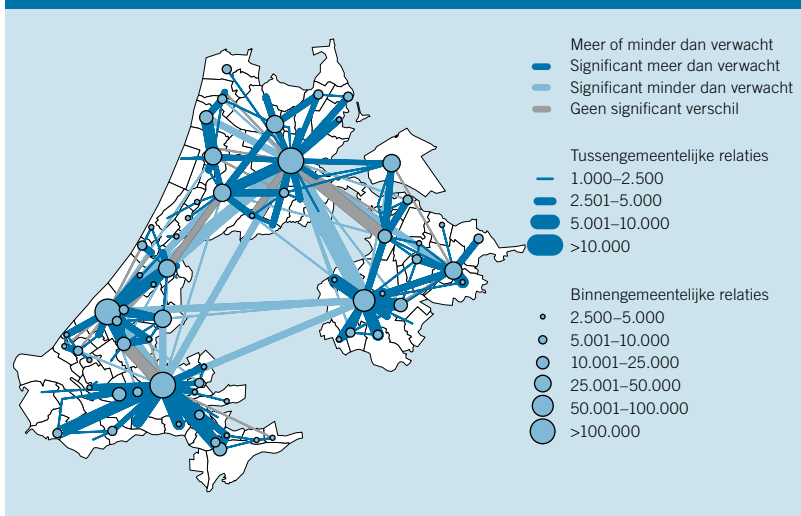 Meer of minder dan verwacht
Significant meer dan verwacht
Significant minder dan verwacht
Geen significant verschil
Tussengemeentelijke relaties
1.000–2.500
2.501–5.000
5.001–10.000
>10.000
Binnengemeentelijke relaties
2.500–5.000
5.001–10.000
10.001–25.000
25.001–50.000
50.001–100.000
>100.000